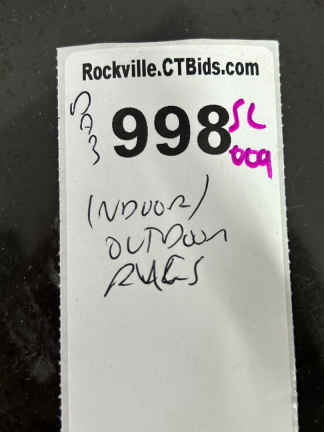 Rockville.CTBids.com
998
SL
009
INDOOR/
OUTDOOR
RUGS